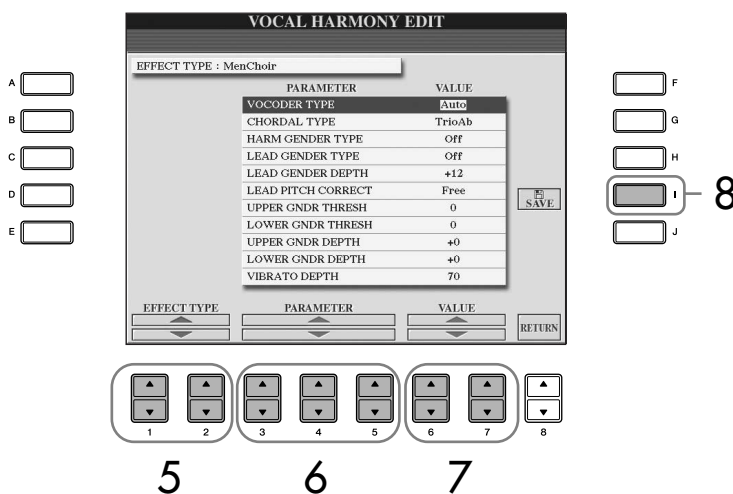 VOCAL HARMONY EDIT
EFFECT TYPE : MenChoir
PARAMETER VALUE
VOCODER TYPE Auto
CHORDAL TYPE TrioAb
HARM GENDER TYPE Off
LEAD GENDER TYPE Off
LEAD GENDER DEPTH +12
LEAD PITCH CORRECT Free
UPPER GNDR THRESH 0
LOWER GNDR THRESH 0
UPPER GNDR DEPTH +0
LOWER GNDR DEPTH +0
VIBRATO DEPTH 70
A
B
C
D
E
F
G
H
I
J
8
SAVE
EFFECT TYPE PARAMETER VALUE
RETURN
1 2 3 4 5 6 7 8
5 6 7